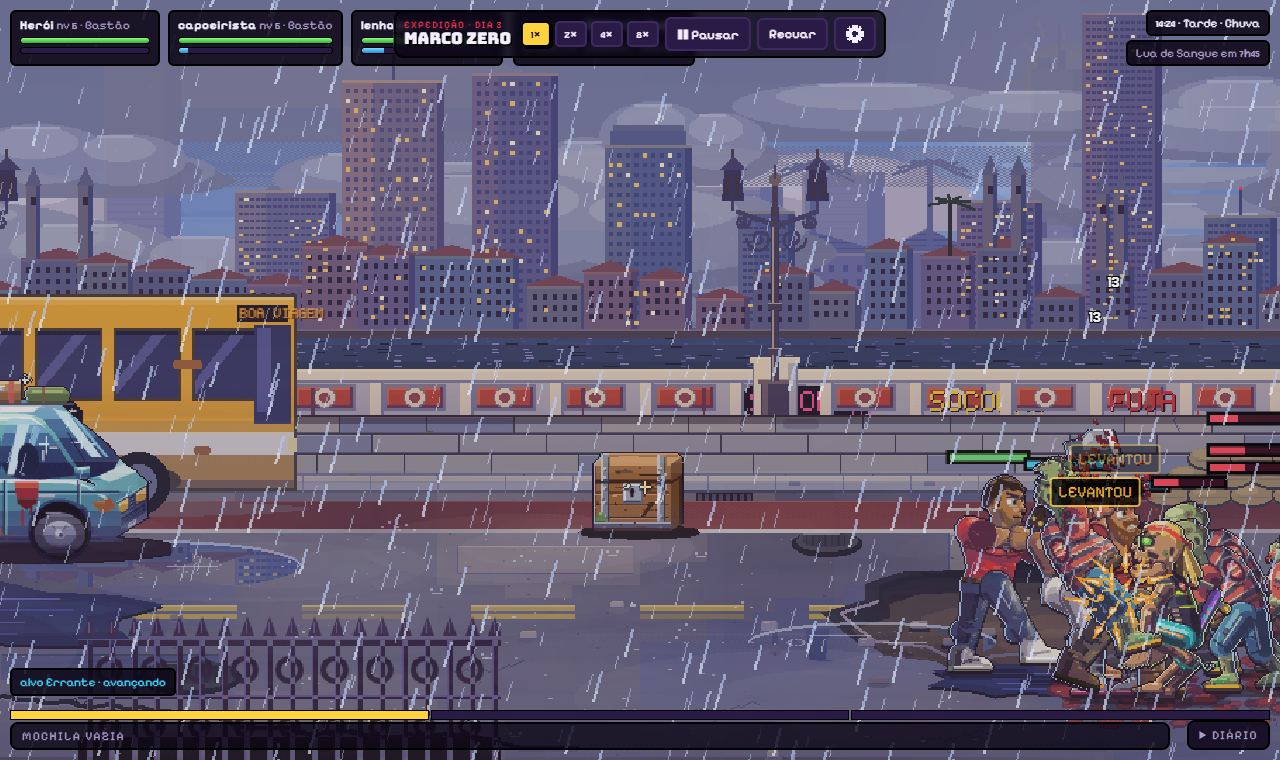 Herói nv 5 · Bastão
capoeirista nv 5 · Bastão
lenha
EXPEDIÇÃO · DIA 3
MARCO ZERO
1×
2×
4×
8×
Pausar
Recuar
14:24 · Tarde · Chuva
Lua de Sangue em 7h45
13
13
BOA VIAGEM
SOCO
LEVANTOU
LEVANTOU
alvo Errante · avançando
MOCHILA VAZIA
DIÁRIO